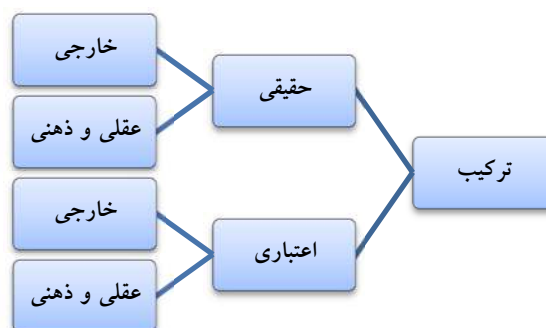 ترکیب
حقیقی
خارجی
عقلی و ذهنی
اعتباری
خارجی
عقلی و ذهنی